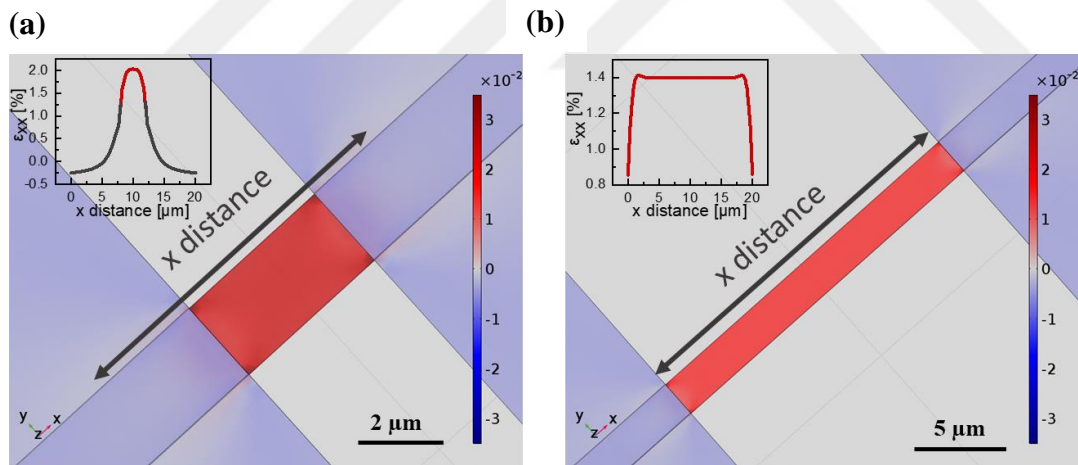 (a)
(b)
2.0
1.5
1.0
0.5
0.0
-0.5
εxx [%]
0 5 10 15 20
x distance [µm]
x distance
×10⁻²
3
2
1
0
-1
-2
-3
y z x
2 µm
1.4
1.2
1.0
0.8
εxx [%]
0 5 10 15 20
x distance [µm]
x distance
×10⁻²
3
2
1
0
-1
-2
-3
y z x
5 µm